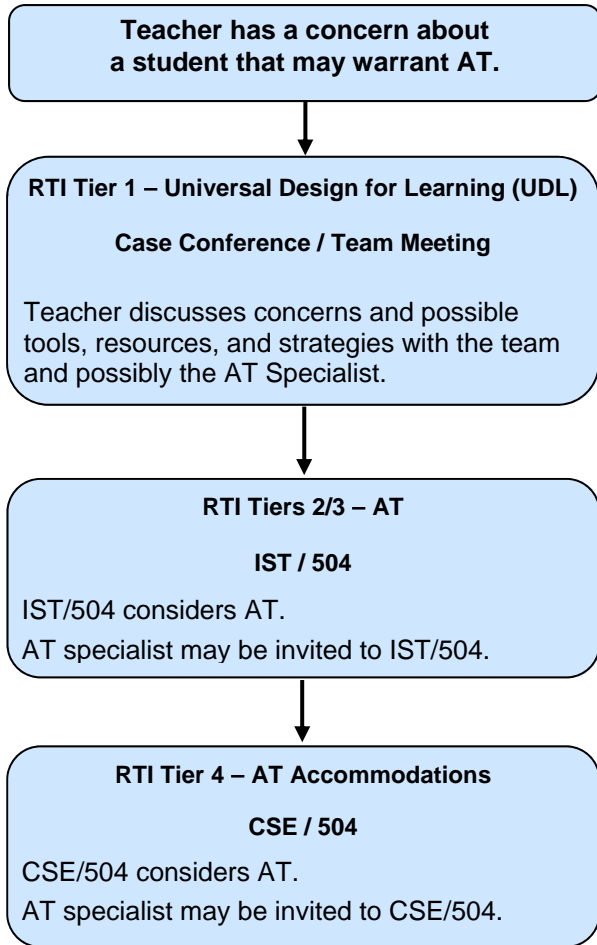 Teacher has a concern about
a student that may warrant AT.
RTI Tier 1 – Universal Design for Learning (UDL)
Case Conference / Team Meeting
Teacher discusses concerns and possible
tools, resources, and strategies with the team
and possibly the AT Specialist.
RTI Tiers 2/3 – AT
IST / 504
IST/504 considers AT.
AT specialist may be invited to IST/504.
RTI Tier 4 – AT Accommodations
CSE / 504
CSE/504 considers AT.
AT specialist may be invited to CSE/504.